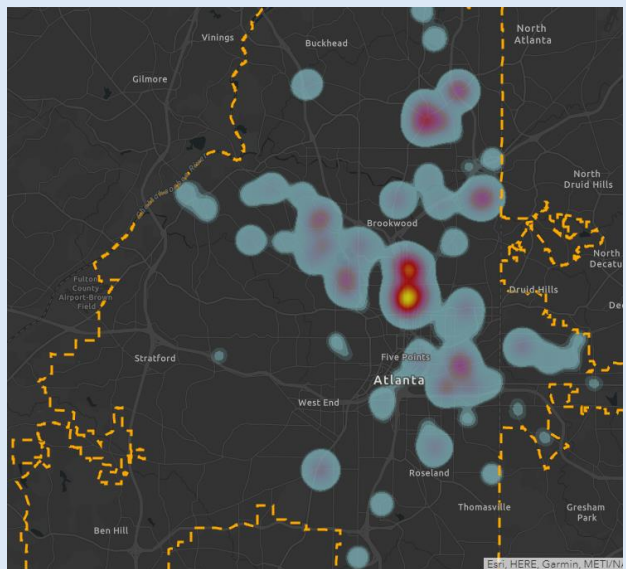 North
Atlanta
Vinings
Buckhead
Gilmore
North
Druid Hills
Brookwood
North
Decatu
Fulton
County
Airport-Brown
Field
Druid Hills
Dec
Stratford
Five Points
Atlanta
West End
Roseland
Thomasville
Gresham
Park
Ben Hill
Esri, HERE, Garmin, METI/NA